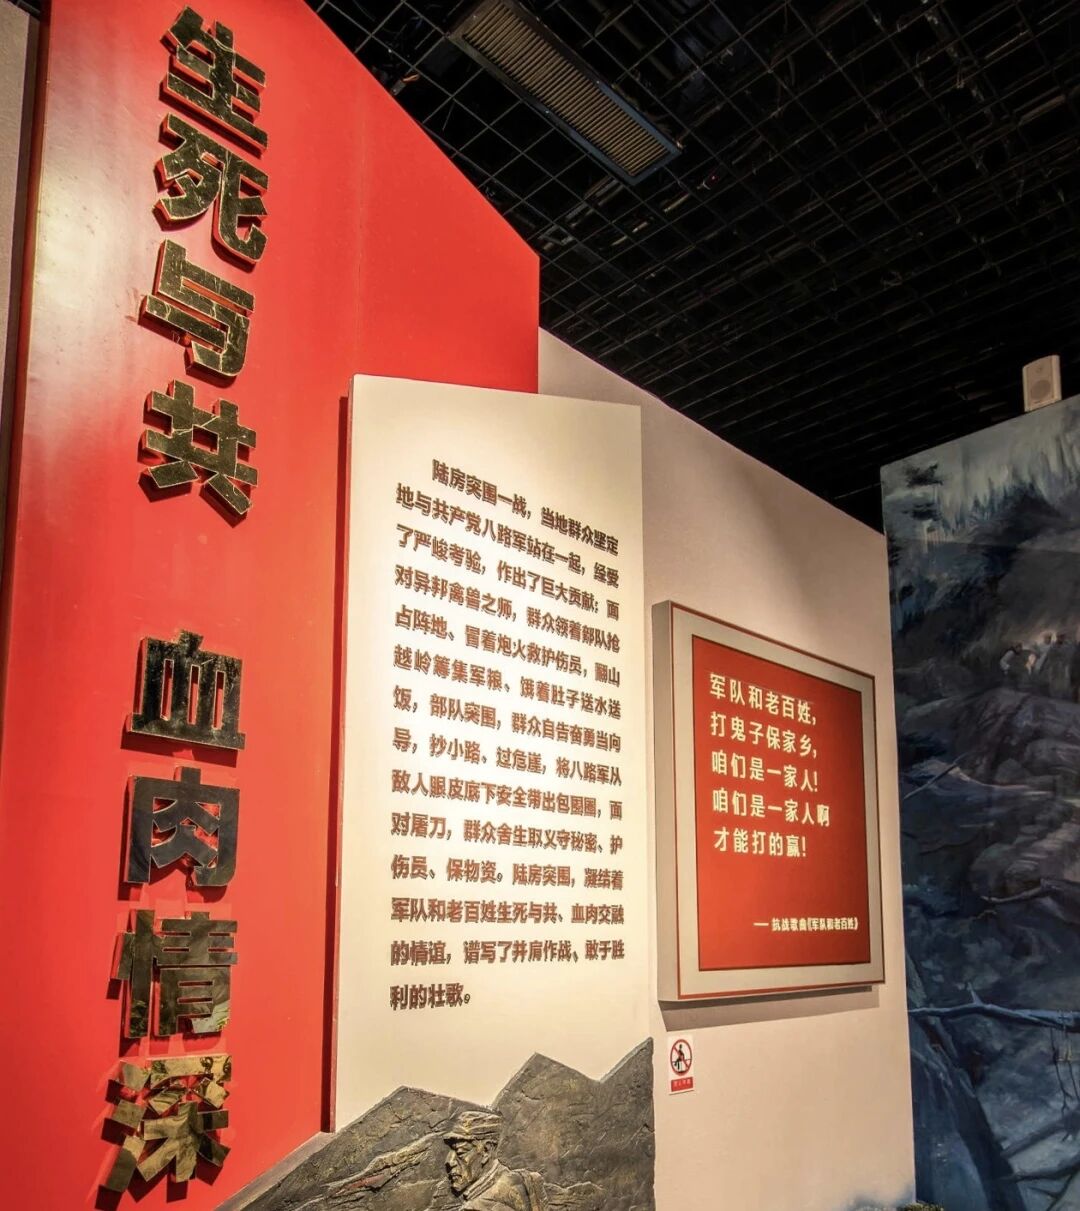 生死与共 血肉情深
陆房突围一战，当地群众坚定
地与共产党八路军站在一起，经受
了严峻考验，作出了巨大贡献；面
对异邦禽兽之师，群众领着部队抢
占阵地、冒着炮火救护伤员，翻山
越岭筹集军粮、饿着肚子送水送
饭，部队突围，群众自告奋勇当向
导，抄小路、过危崖，将八路军从
敌人眼皮底下安全带出包围圈，面
对屠刀，群众舍生取义守秘密、护
伤员、保物资。陆房突围，凝结着
军队和老百姓生死与共、血肉交融
的情谊，谱写了并肩作战、敢于胜
利的壮歌。
军队和老百姓，
打鬼子保家乡，
咱们是一家人！
咱们是一家人啊
才能打的赢！
—— 抗战歌曲《军队和老百姓》